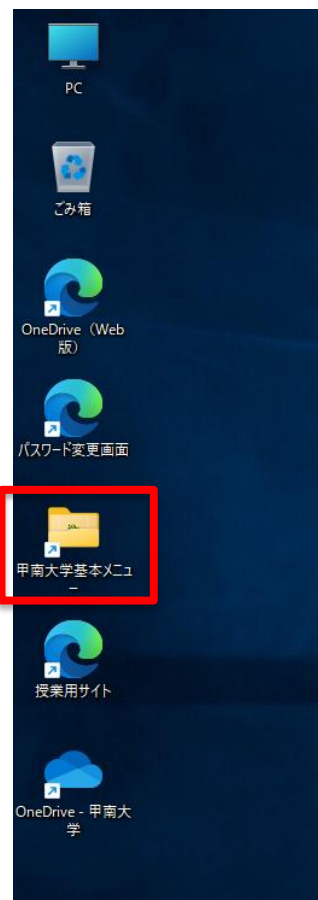 PC
ごみ箱
OneDrive（Web
版）
パスワード変更画面
甲南大学基本メニュ
ー
授業用サイト
OneDrive - 甲南大
学